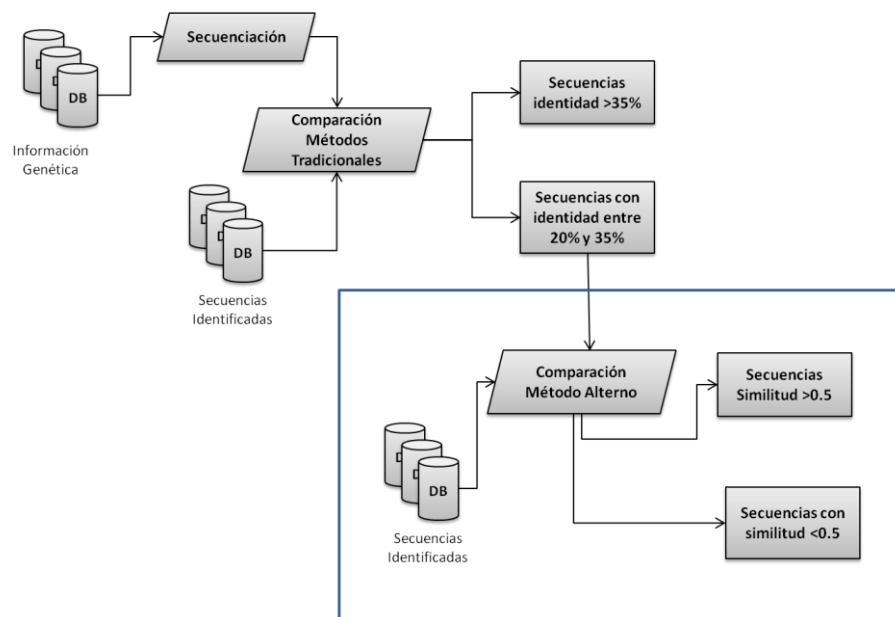 Secuenciación
DB
Información
Genética
Comparación
Métodos
Tradicionales
Secuencias
identidad >35%
Secuencias con
identidad entre
20% y 35%
DB
Secuencias
Identificadas
Comparación
Método Alterno
Secuencias
Similitud >0.5
DB
Secuencias
Identificadas
Secuencias con
similitud <0.5